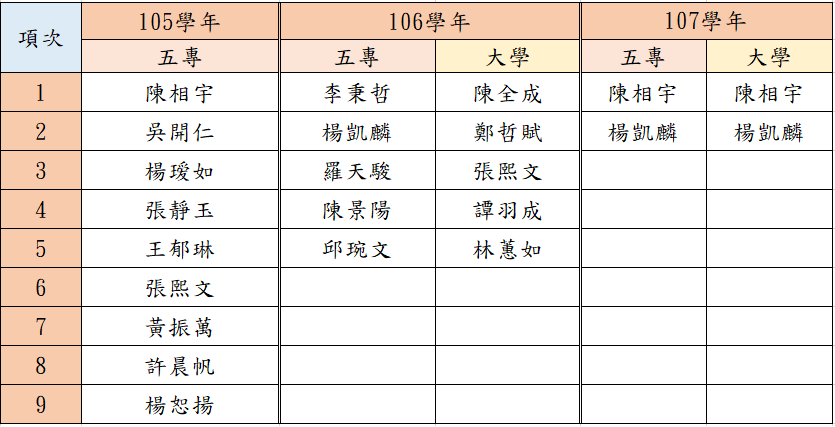 項次 105學年 106學年 107學年
五專 五專 大學 五專 大學
1 陳相宇 李秉哲 陳全成 陳相宇 陳相宇
2 吳開仁 楊凱麟 鄭哲賦 楊凱麟 楊凱麟
3 楊瑷如 羅天駿 張熙文
4 張靜玉 陳景陽 譚羽成
5 王郁琳 邱琬文 林蕙如
6 張熙文
7 黃振萬
8 許晨帆
9 楊恕揚